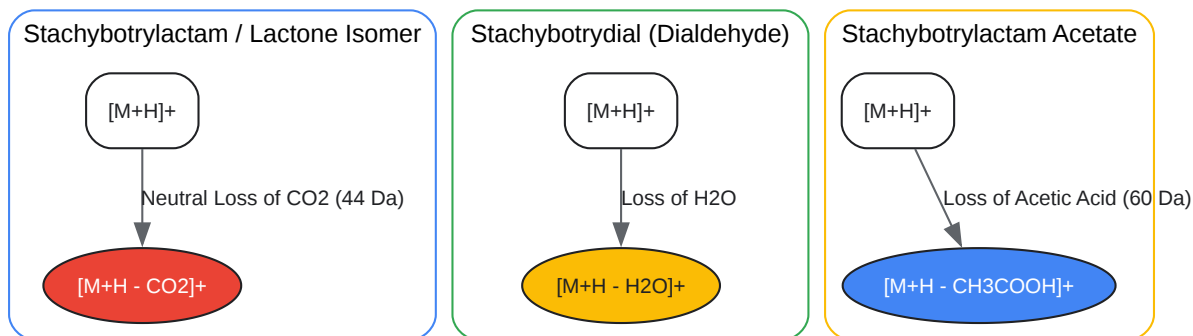 Stachybotrylactam / Lactone Isomer
[M+H]+
Neutral Loss of CO2 (44 Da)
[M+H - CO2]+
Stachybotrydial (Dialdehyde)
[M+H]+
Loss of H2O
[M+H - H2O]+
Stachybotrylactam Acetate
[M+H]+
Loss of Acetic Acid (60 Da)
[M+H - CH3COOH]+